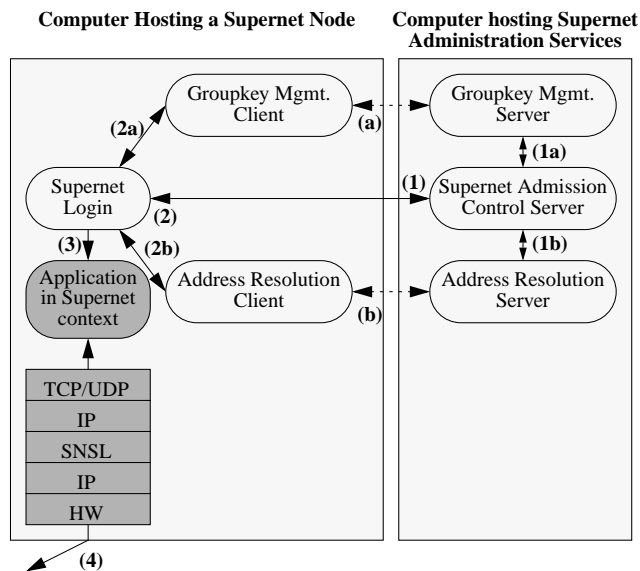 Computer Hosting a Supernet Node
Computer hosting Supernet
Administration Services
Groupkey Mgmt.
Client
Groupkey Mgmt.
Server
(2a)
(a)
(1a)
Supernet
Login
(1)
(2)
Supernet Admission
Control Server
(3)
(2b)
(1b)
Application
in Supernet
context
Address Resolution
Client
Address Resolution
Server
(b)
TCP/UDP
IP
SNSL
IP
HW
(4)